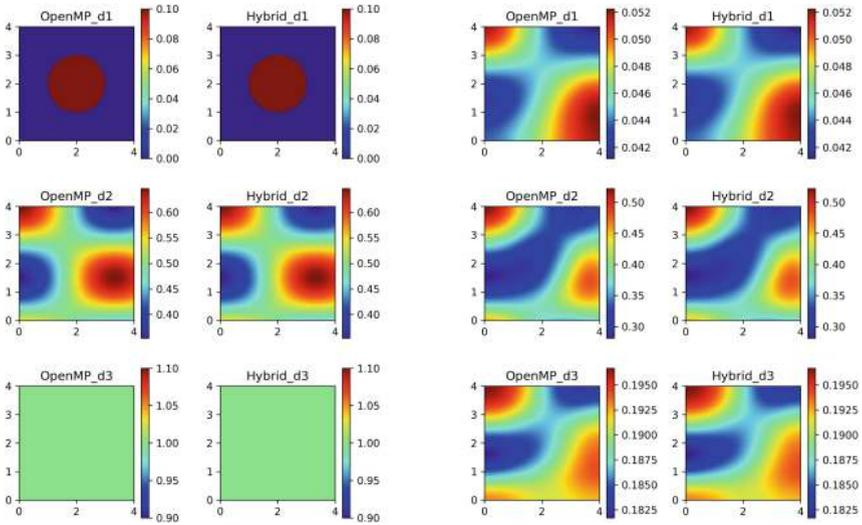 OpenMP_d1 Hybrid_d1 OpenMP_d1 Hybrid_d1
4 3 2 1 0
0 2 4
0.10 0.08 0.06 0.04 0.02 0.00
0 2 4
0.10 0.08 0.06 0.04 0.02 0.00
4 3 2 1 0
0 2 4
0.052 0.050 0.048 0.046 0.044 0.042
4 3 2 1 0
0 2 4
0.052 0.050 0.048 0.046 0.044 0.042
OpenMP_d2 Hybrid_d2 OpenMP_d2 Hybrid_d2
4 3 2 1 0
0 2 4
0.60 0.55 0.50 0.45 0.40
4 3 2 1 0
0 2 4
0.60 0.55 0.50 0.45 0.40
4 3 2 1 0
0 2 4
0.50 0.45 0.40 0.35 0.30
4 3 2 1 0
0 2 4
0.50 0.45 0.40 0.35 0.30
OpenMP_d3 Hybrid_d3 OpenMP_d3 Hybrid_d3
4 3 2 1 0
0 2 4
1.10 1.05 1.00 0.95 0.90
4 3 2 1 0
0 2 4
1.10 1.05 1.00 0.95 0.90
4 3 2 1 0
0 2 4
0.1950 0.1925 0.1900 0.1875 0.1850 0.1825
4 3 2 1 0
0 2 4
0.1950 0.1925 0.1900 0.1875 0.1850 0.1825